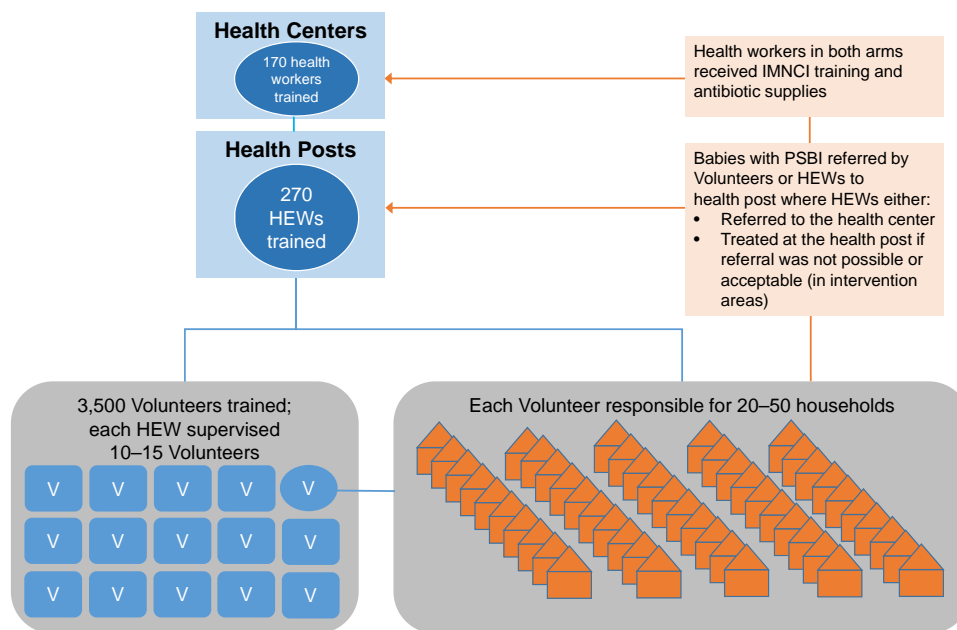 Health Centers
170 health
workers
trained
Health workers in both arms
received IMNCI training and
antibiotic supplies
Health Posts
270
HEWs
trained
Babies with PSBI referred by
Volunteers or HEWs to
health post where HEWs either:
• Referred to the health center
• Treated at the health post if
referral was not possible or
acceptable (in intervention
areas)
3,500 Volunteers trained;
each HEW supervised
10–15 Volunteers
V V V V V
V V V V V
V V V V V
Each Volunteer responsible for 20–50 households